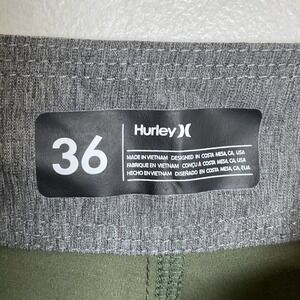 36
Hurley
MADE IN VIETNAM DESIGNED IN COSTA MESA, CA, USA
FABRIQUE EN VIETNAM CONÇU À COSTA MESA, CA, USA
HECHO EN VIETNAM DISEÑADO EN COSTA MESA, CA, EUA.